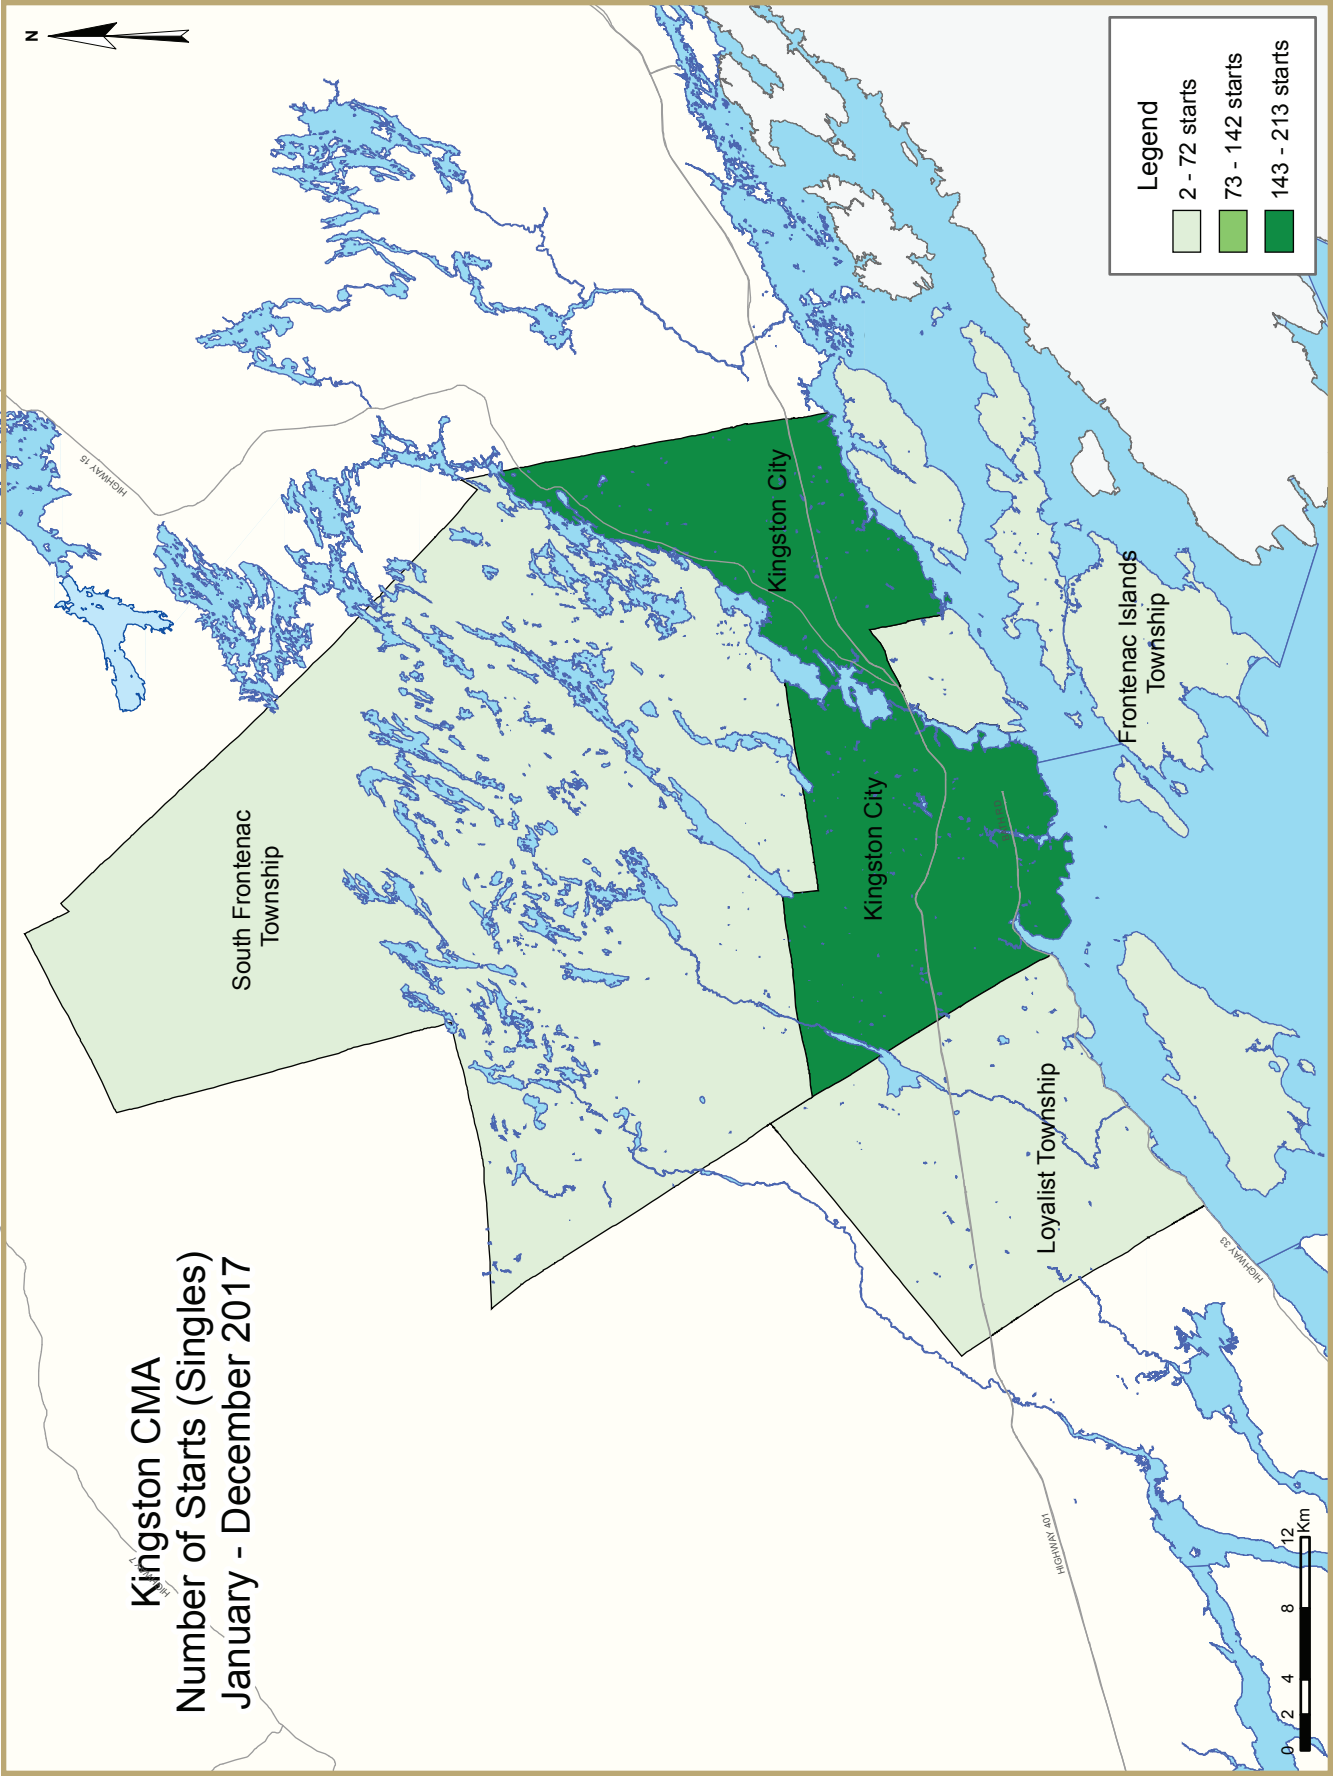 Kingston CMA
Number of Starts (Singles)
January - December 2017
N
HIGHWAY 7
HIGHWAY 15
South Frontenac
Township
Kingston City
Kingston City
Loyalist Township
Frontenac Islands
Township
HIGHWAY 401
HIGHWAY 33
Legend
2 - 72 starts
73 - 142 starts
143 - 213 starts
0 2 4 8 12
Km